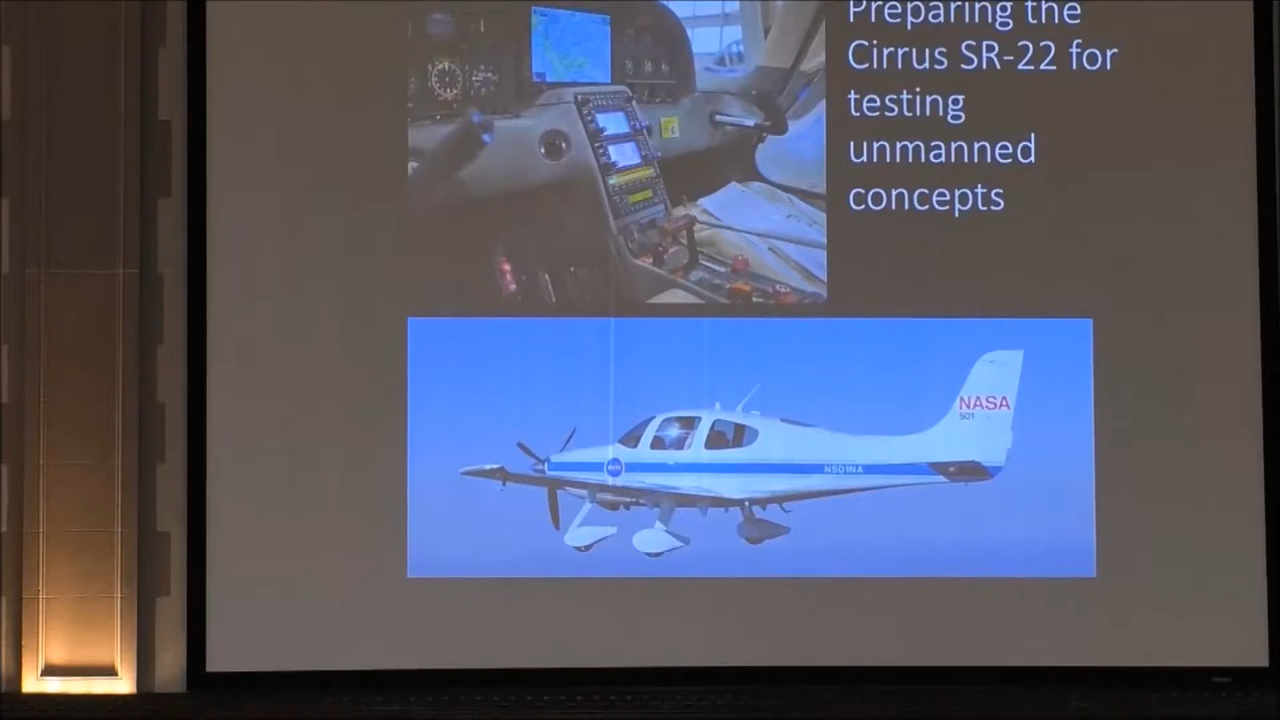 Preparing the
Cirrus SR-22 for
testing
unmanned
concepts
NASA
501
N501NA